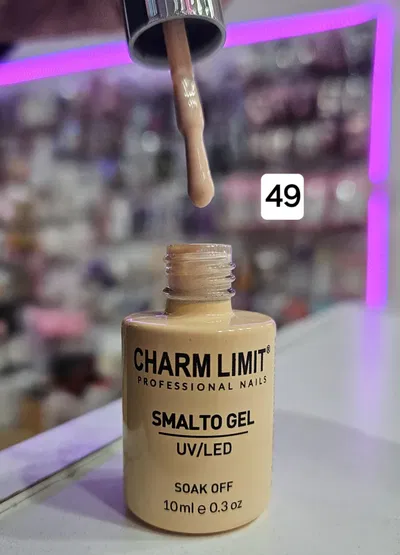 49
CHARM LIMIT®
PROFESSIONAL NAILS
SMALTO GEL
UV/LED
SOAK OFF
10ml e 0.3 oz